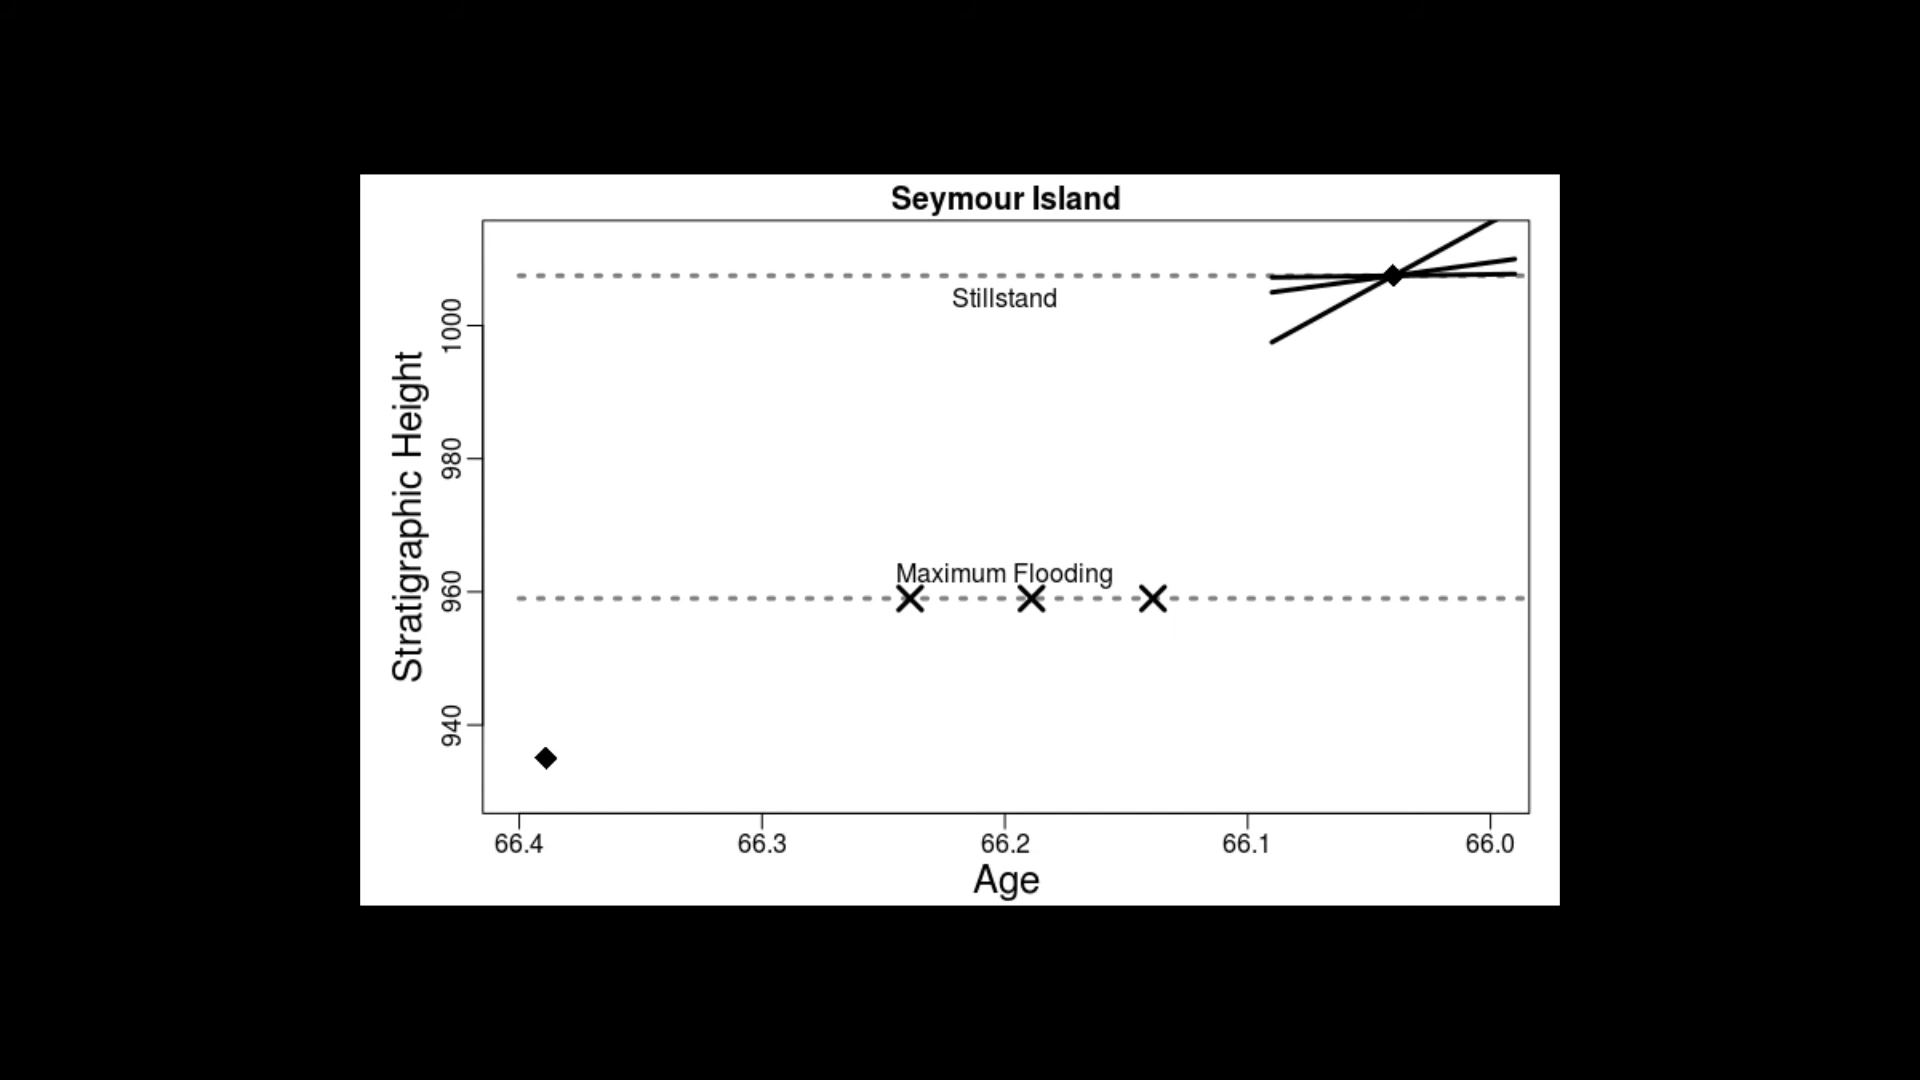 Seymour Island
Stillstand
Maximum Flooding
Stratigraphic Height
1000
980
960
940
66.4 66.3 66.2 66.1 66.0
Age